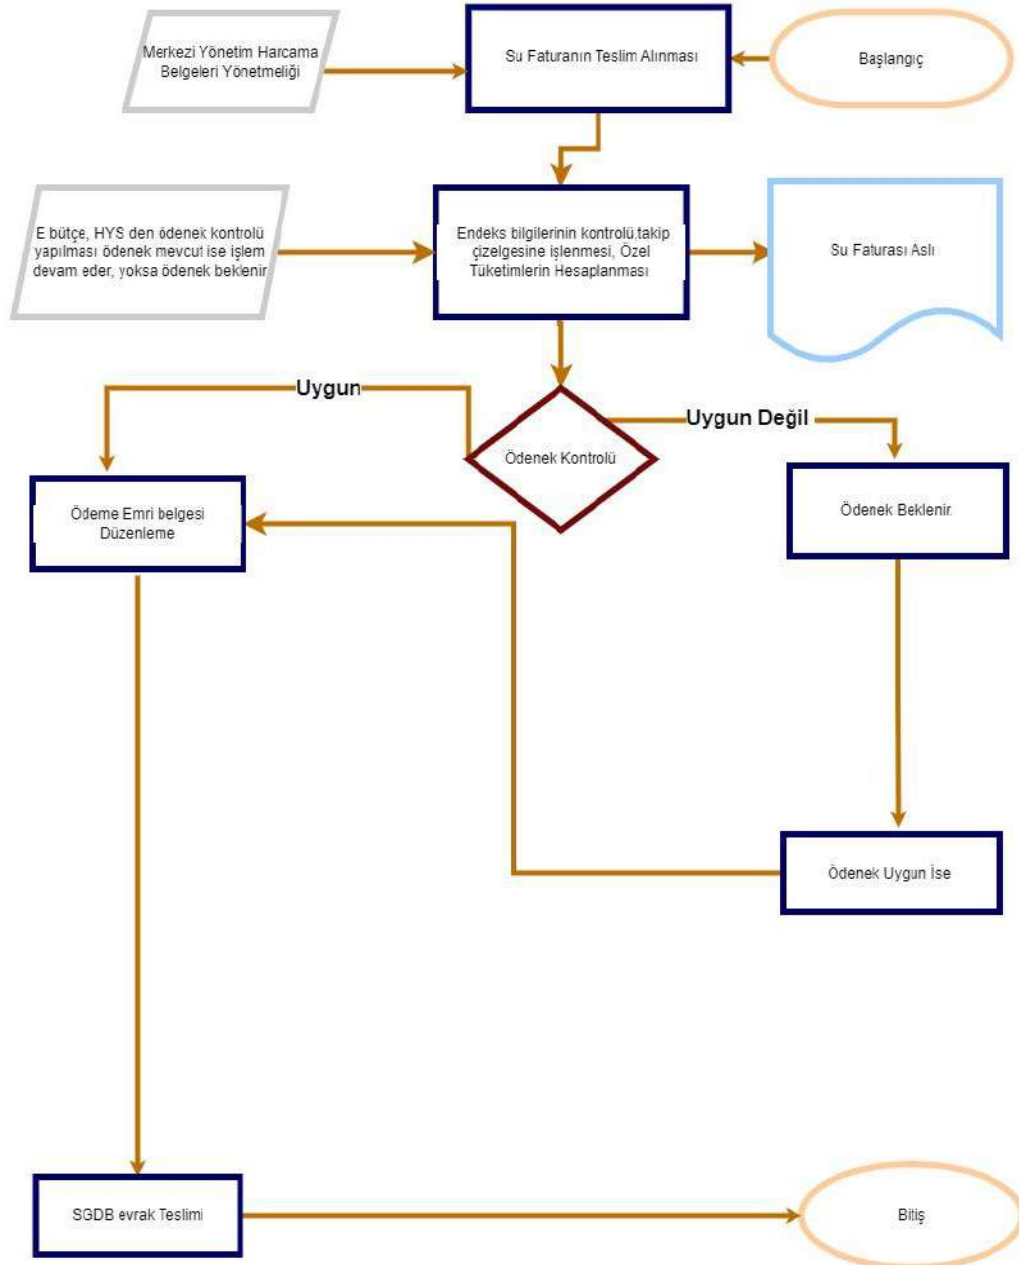 Merkezi Yönetim Harcama
Belgeleri Yönetmeliği
Su Faturanın Teslim Alınması
Başlangıç
E bütçe, HYS den ödenek kontrolü
yapılması ödenek mevcut ise işlem
devam eder, yoksa ödenek beklenir
Endeks bilgilerinin kontrolü,takip
çizelgesine işlenmesi, Özel
Tüketimlerin Hesaplanması
Su Faturası Aslı
Uygun
Uygun Değil
Ödenek Kontrolü
Ödeme Emri belgesi
Düzenleme
Ödenek Beklenir.
Ödenek Uygun İse
SGDB evrak Teslimi
Bitiş